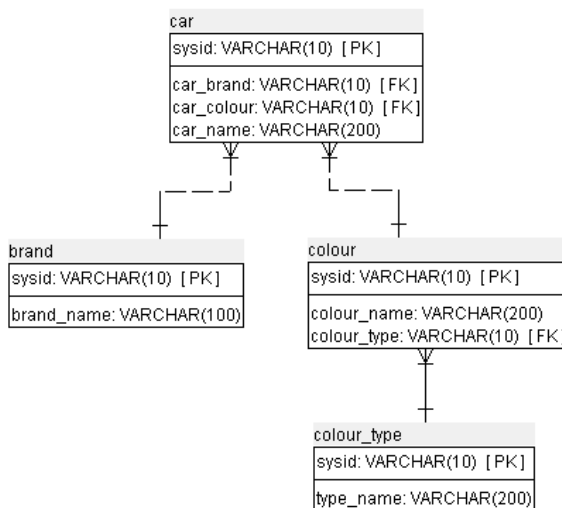 car
sysid: VARCHAR(10) [PK]
car_brand: VARCHAR(10) [FK]
car_colour: VARCHAR(10) [FK]
car_name: VARCHAR(200)
brand
sysid: VARCHAR(10) [PK]
brand_name: VARCHAR(100)
colour
sysid: VARCHAR(10) [PK]
colour_name: VARCHAR(200)
colour_type: VARCHAR(10) [FK]
colour_type
sysid: VARCHAR(10) [PK]
type_name: VARCHAR(200)